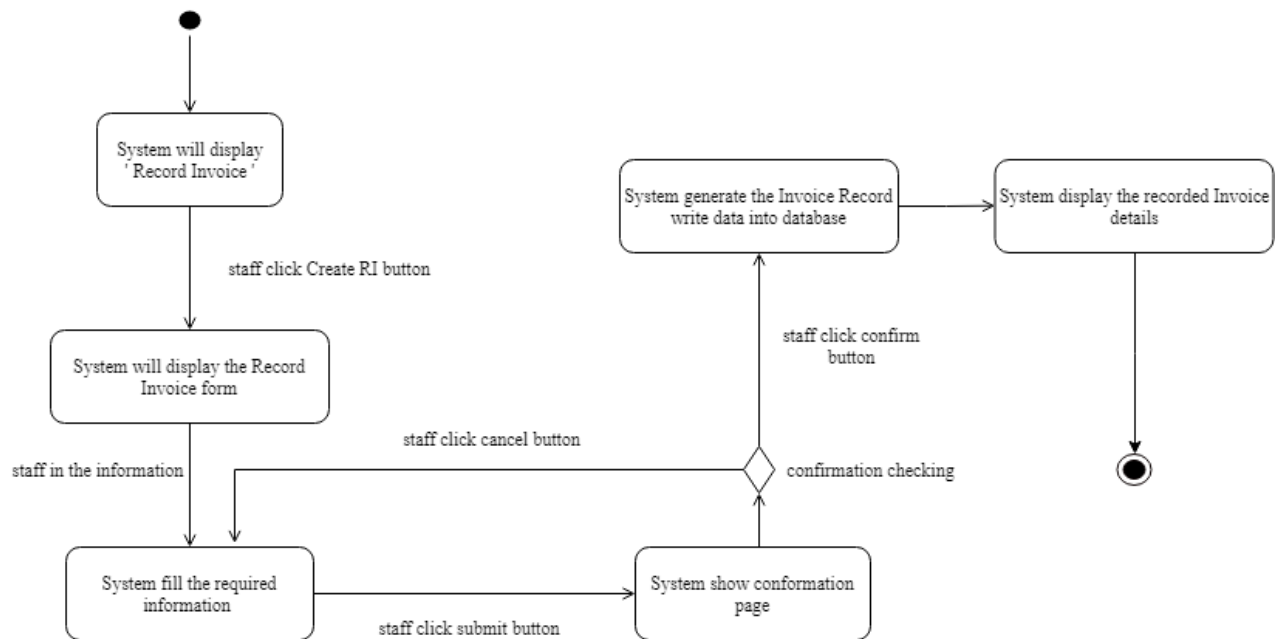 System will display
' Record Invoice '
staff click Create RI button
System will display the Record
Invoice form
staff in the information
System fill the required
information
staff click submit button
System show conformation
page
confirmation checking
staff click cancel button
staff click confirm
button
System generate the Invoice Record
write data into database
System display the recorded Invoice
details